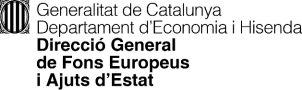 Generalitat de Catalunya
Departament d'Economia i Hisenda
Direcció General
de Fons Europeus
i Ajuts d'Estat